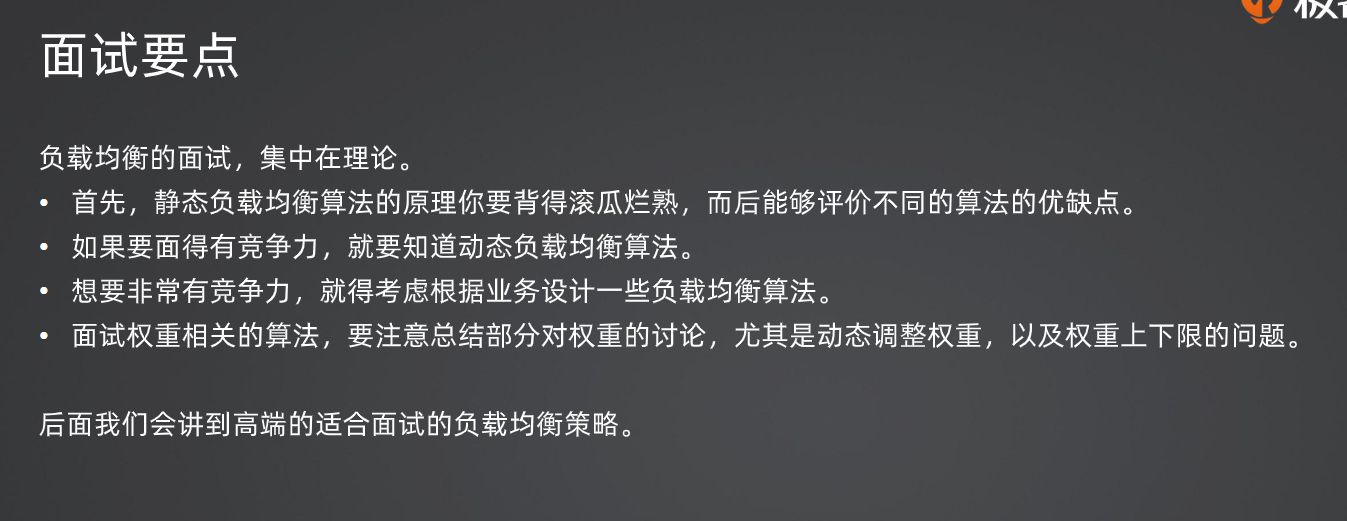 面试要点
负载均衡的面试，集中在理论。
• 首先，静态负载均衡算法的原理你要背得滚瓜烂熟，而后能够评价不同的算法的优缺点。
• 如果要面得有竞争力，就要知道动态负载均衡算法。
• 想要非常有竞争力，就得考虑根据业务设计一些负载均衡算法。
• 面试权重相关的算法，要注意总结部分对权重的讨论，尤其是动态调整权重，以及权重上下限的问题。
后面我们会讲到高端的适合面试的负载均衡策略。